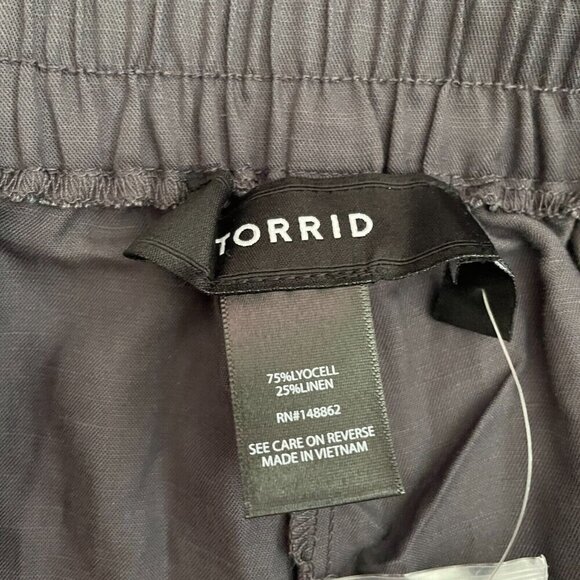 TORRID
75%LYOCELL
25%LINEN
RN#148862
SEE CARE ON REVERSE
MADE IN VIETNAM